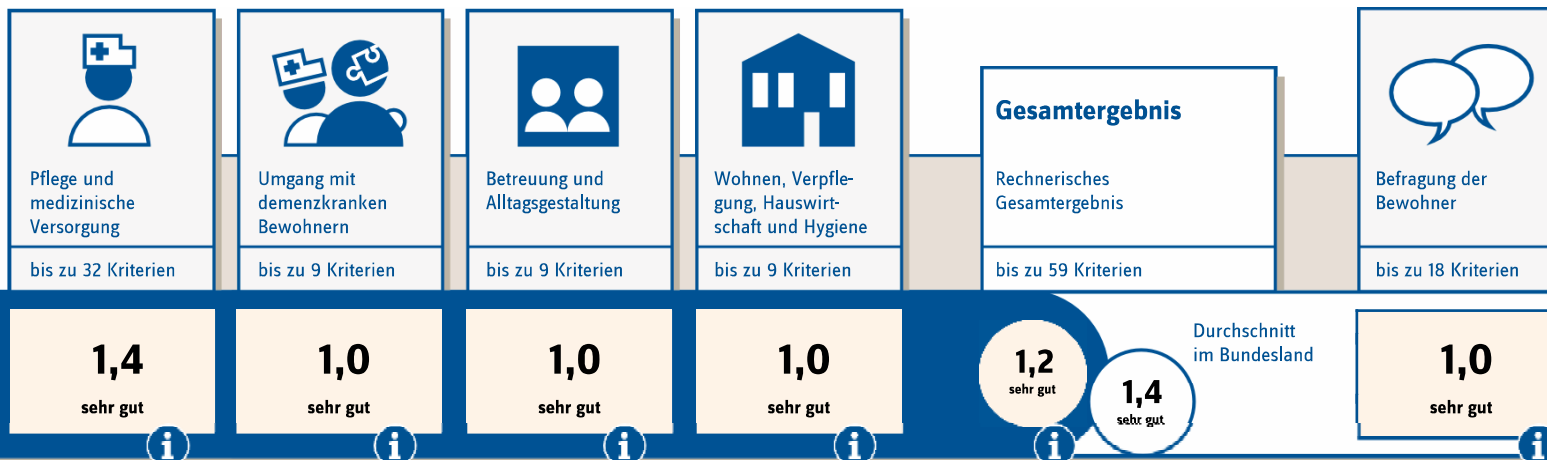 Pflege und
medizinische
Versorgung
bis zu 32 Kriterien
1,4
sehr gut
i
Umgang mit
demenzkranken
Bewohnern
bis zu 9 Kriterien
1,0
sehr gut
i
Betreuung und
Alltagsgestaltung
bis zu 9 Kriterien
1,0
sehr gut
i
Wohnen, Verpfle-
gung, Hauswirt-
schaft und Hygiene
bis zu 9 Kriterien
1,0
sehr gut
i
Gesamtergebnis
Rechnerisches
Gesamtergebnis
bis zu 59 Kriterien
1,2
sehr gut
i
Durchschnitt
im Bundesland
1,4
sehr gut
Befragung der
Bewohner
bis zu 18 Kriterien
1,0
sehr gut
i